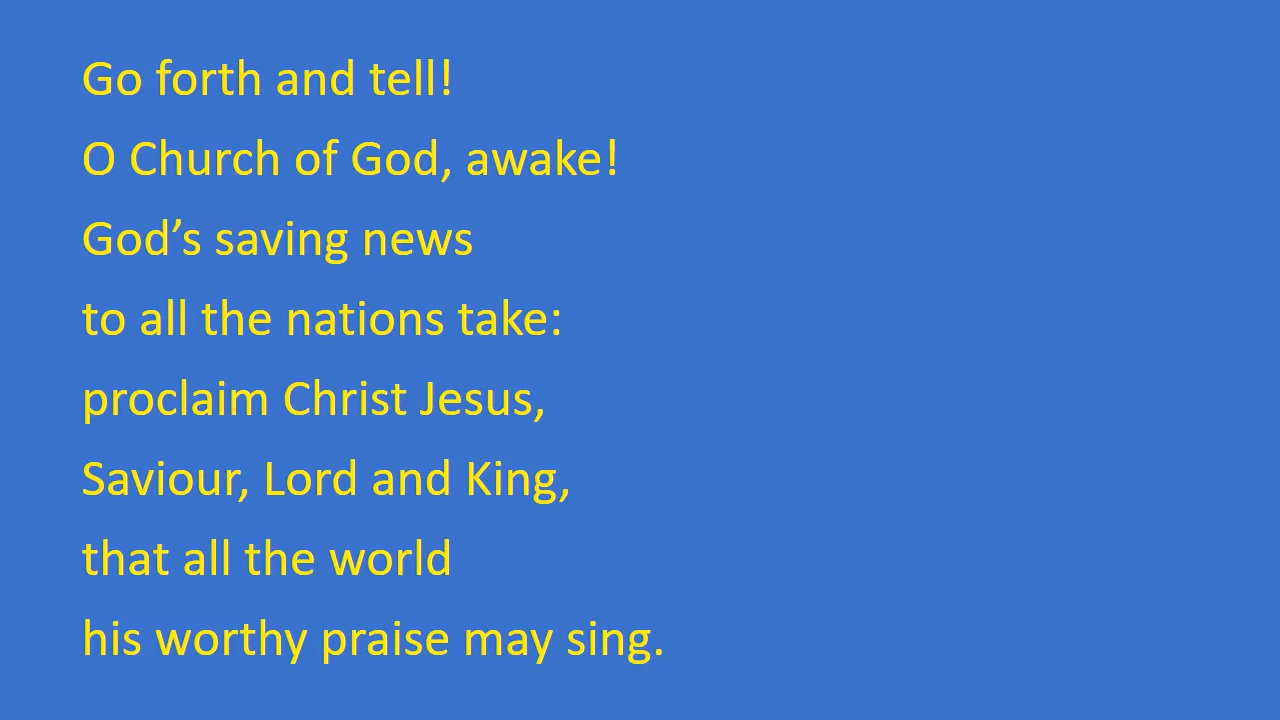 Go forth and tell!
O Church of God, awake!
God’s saving news
to all the nations take:
proclaim Christ Jesus,
Saviour, Lord and King,
that all the world
his worthy praise may sing.